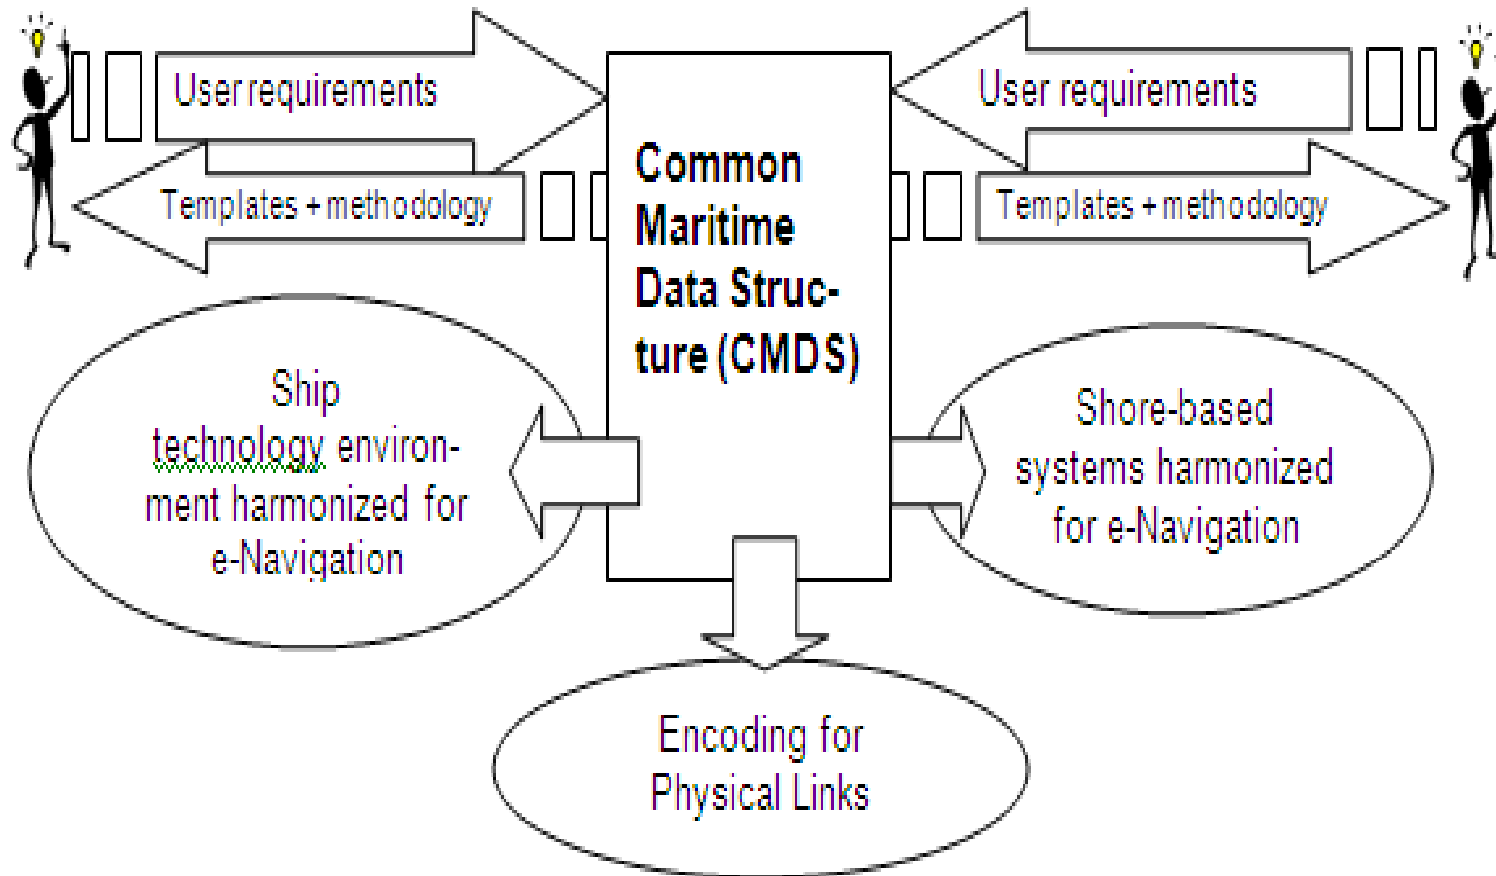 User requirements
User requirements
Templates + methodology
Templates + methodology
Common
Maritime
Data Struc-
ture (CMDS)
Ship
technology environ-
ment harmonized for
e-Navigation
Shore-based
systems harmonized
for e-Navigation
Encoding for
Physical Links